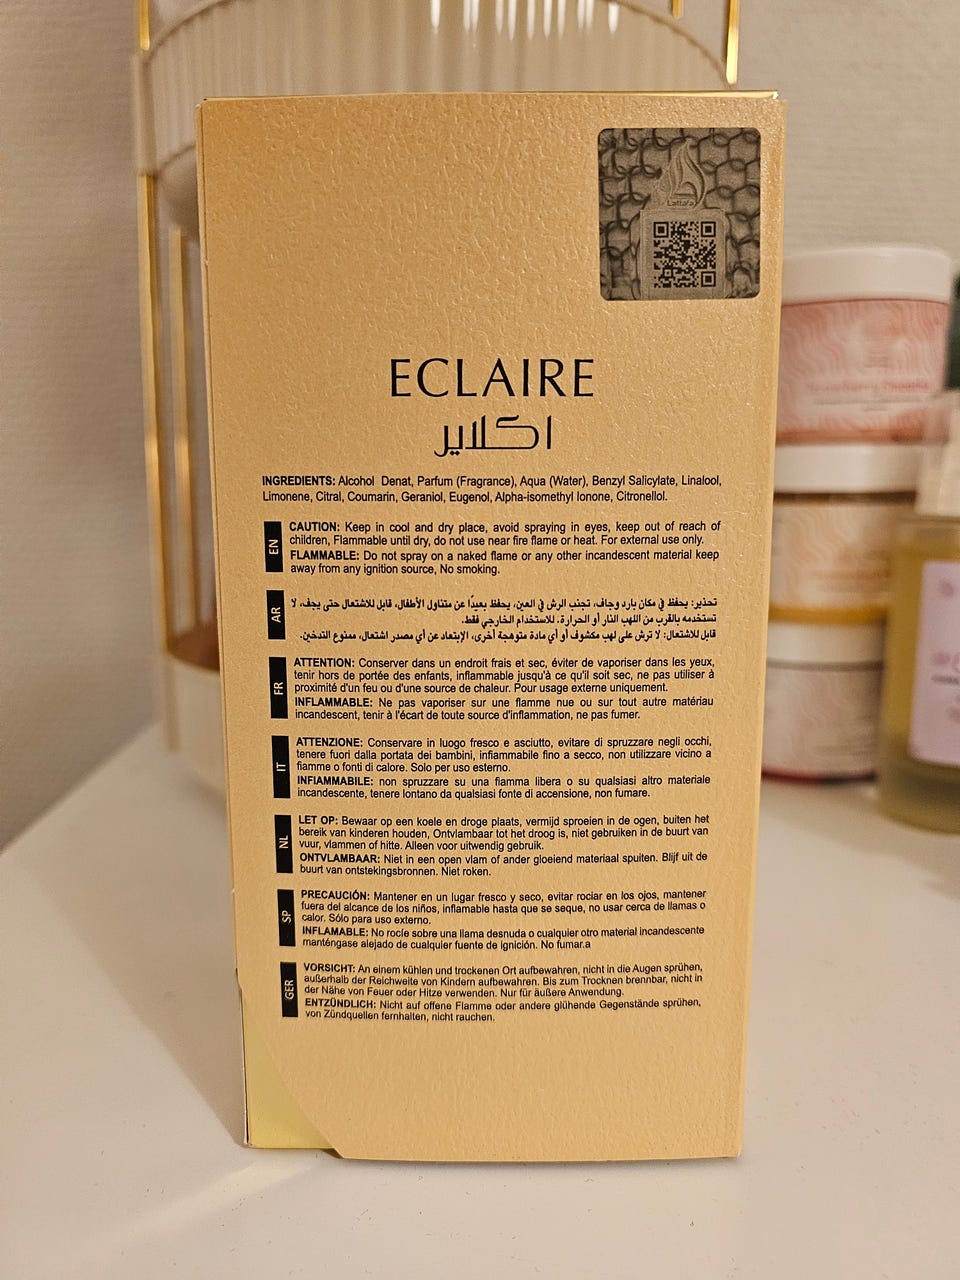 Lattafa
ECLAIRE
اكلاير
INGREDIENTS: Alcohol Denat, Parfum (Fragrance), Aqua (Water), Benzyl Salicylate, Linalool,
Limonene, Citral, Coumarin, Geraniol, Eugenol, Alpha-isomethyl Ionone, Citronellol.
EN
CAUTION: Keep in cool and dry place, avoid spraying in eyes, keep out of reach of
children, Flammable until dry, do not use near fire flame or heat. For external use only.
FLAMMABLE: Do not spray on a naked flame or any other incandescent material keep
away from any ignition source, No smoking.
AR
تحذير: يحفظ في مكان بارد وجاف، تجنب الرش في العين، يحفظ بعيدًا عن متناول الأطفال، قابل للاشتعال حتى يجف، لا
تستخدمه بالقرب من اللهب النار أو الحرارة. للاستخدام الخارجي فقط.
قابل للاشتعال: لا ترش على لهب مكشوف أو أي مادة متوهجة أخرى، الإبتعاد عن أي مصدر اشتعال، ممنوع التدخين.
FR
ATTENTION: Conserver dans un endroit frais et sec, éviter de vaporiser dans les yeux,
tenir hors de portée des enfants, inflammable jusqu'à ce qu'il soit sec, ne pas utiliser à
proximité d'un feu ou d'une source de chaleur. Pour usage externe uniquement.
INFLAMMABLE: Ne pas vaporiser sur une flamme nue ou sur tout autre matériau
incandescent, tenir à l'écart de toute source d'inflammation, ne pas fumer.
IT
ATTENZIONE: Conservare in luogo fresco e asciutto, evitare di spruzzare negli occhi,
tenere fuori dalla portata dei bambini, infiammabile fino a secco, non utilizzare vicino a
fiamme o fonti di calore. Solo per uso esterno.
INFIAMMABILE: non spruzzare su una fiamma libera o su qualsiasi altro materiale
incandescente, tenere lontano da qualsiasi fonte di accensione, non fumare.
NL
LET OP: Bewaar op een koele en droge plaats, vermijd sproeien in de ogen, buiten het
bereik van kinderen houden, Ontvlambaar tot het droog is, niet gebruiken in de buurt van
vuur, vlammen of hitte. Alleen voor uitwendig gebruik.
ONTVLAMBAAR: Niet in een open vlam of ander gloeiend materiaal spuiten. Blijf uit de
buurt van ontstekingsbronnen. Niet roken.
SP
PRECAUCIÓN: Mantener en un lugar fresco y seco, evitar rociar en los ojos, mantener
fuera del alcance de los niños, inflamable hasta que se seque, no usar cerca de llamas o
calor. Sólo para uso externo.
INFLAMABLE: No rocíe sobre una llama desnuda o cualquier otro material incandescente
manténgase alejado de cualquier fuente de ignición. No fumar.a
GER
VORSICHT: An einem kühlen und trockenen Ort aufbewahren, nicht in die Augen sprühen,
außerhalb der Reichweite von Kindern aufbewahren. Bis zum Trocknen brennbar, nicht in
der Nähe von Feuer oder Hitze verwenden. Nur für äußere Anwendung.
ENTZÜNDLICH: Nicht auf offene Flamme oder andere glühende Gegenstände sprühen,
von Zündquellen fernhalten, nicht rauchen.